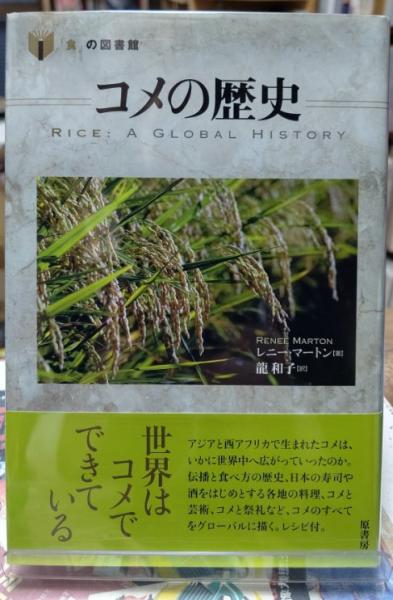 「食」の図書館
コメの歴史
RICE: A GLOBAL HISTORY
RENEE MARTON
レニー・マートン[著]
龍 和子[訳]
世界は
コメで
できて
いる
アジアと西アフリカで生まれたコメは、
いかに世界中へ広がっていったのか。
伝播と食べ方の歴史、日本の寿司や
酒をはじめとする各地の料理、コメと
芸術、コメと祭礼など、コメのすべて
をグローバルに描く。レシピ付。
原書房